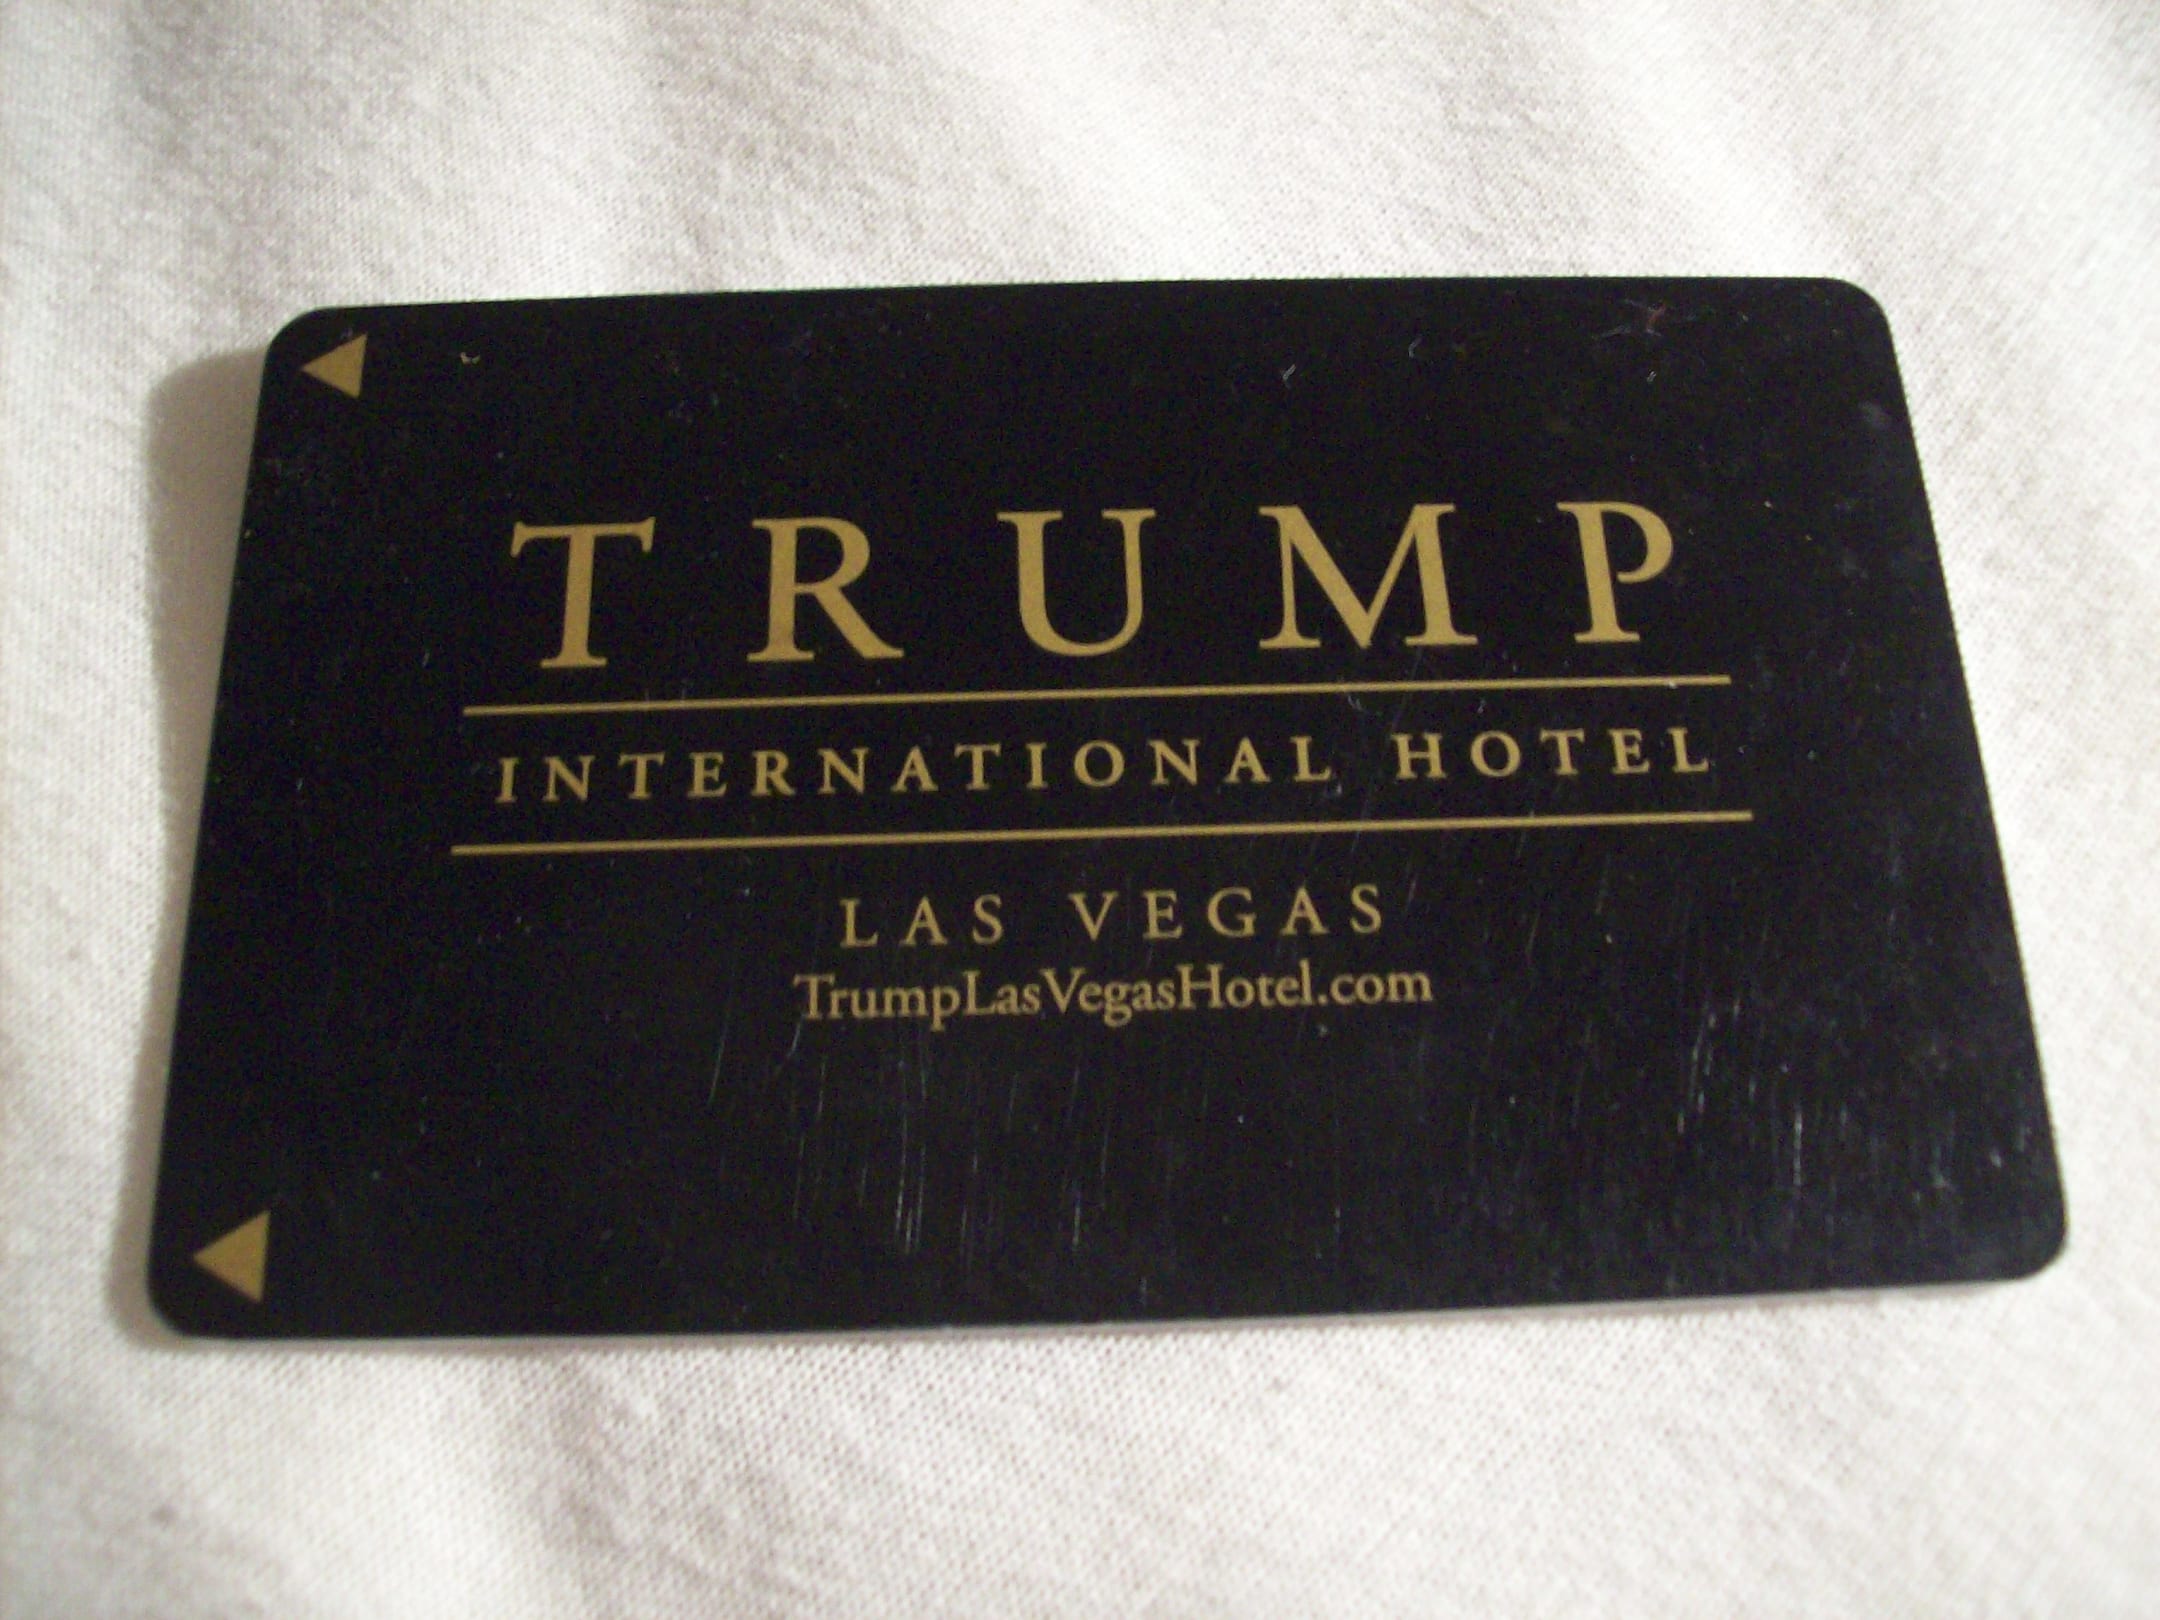 TRUMP
INTERNATIONAL HOTEL
LAS VEGAS
TrumpLasVegasHotel.com